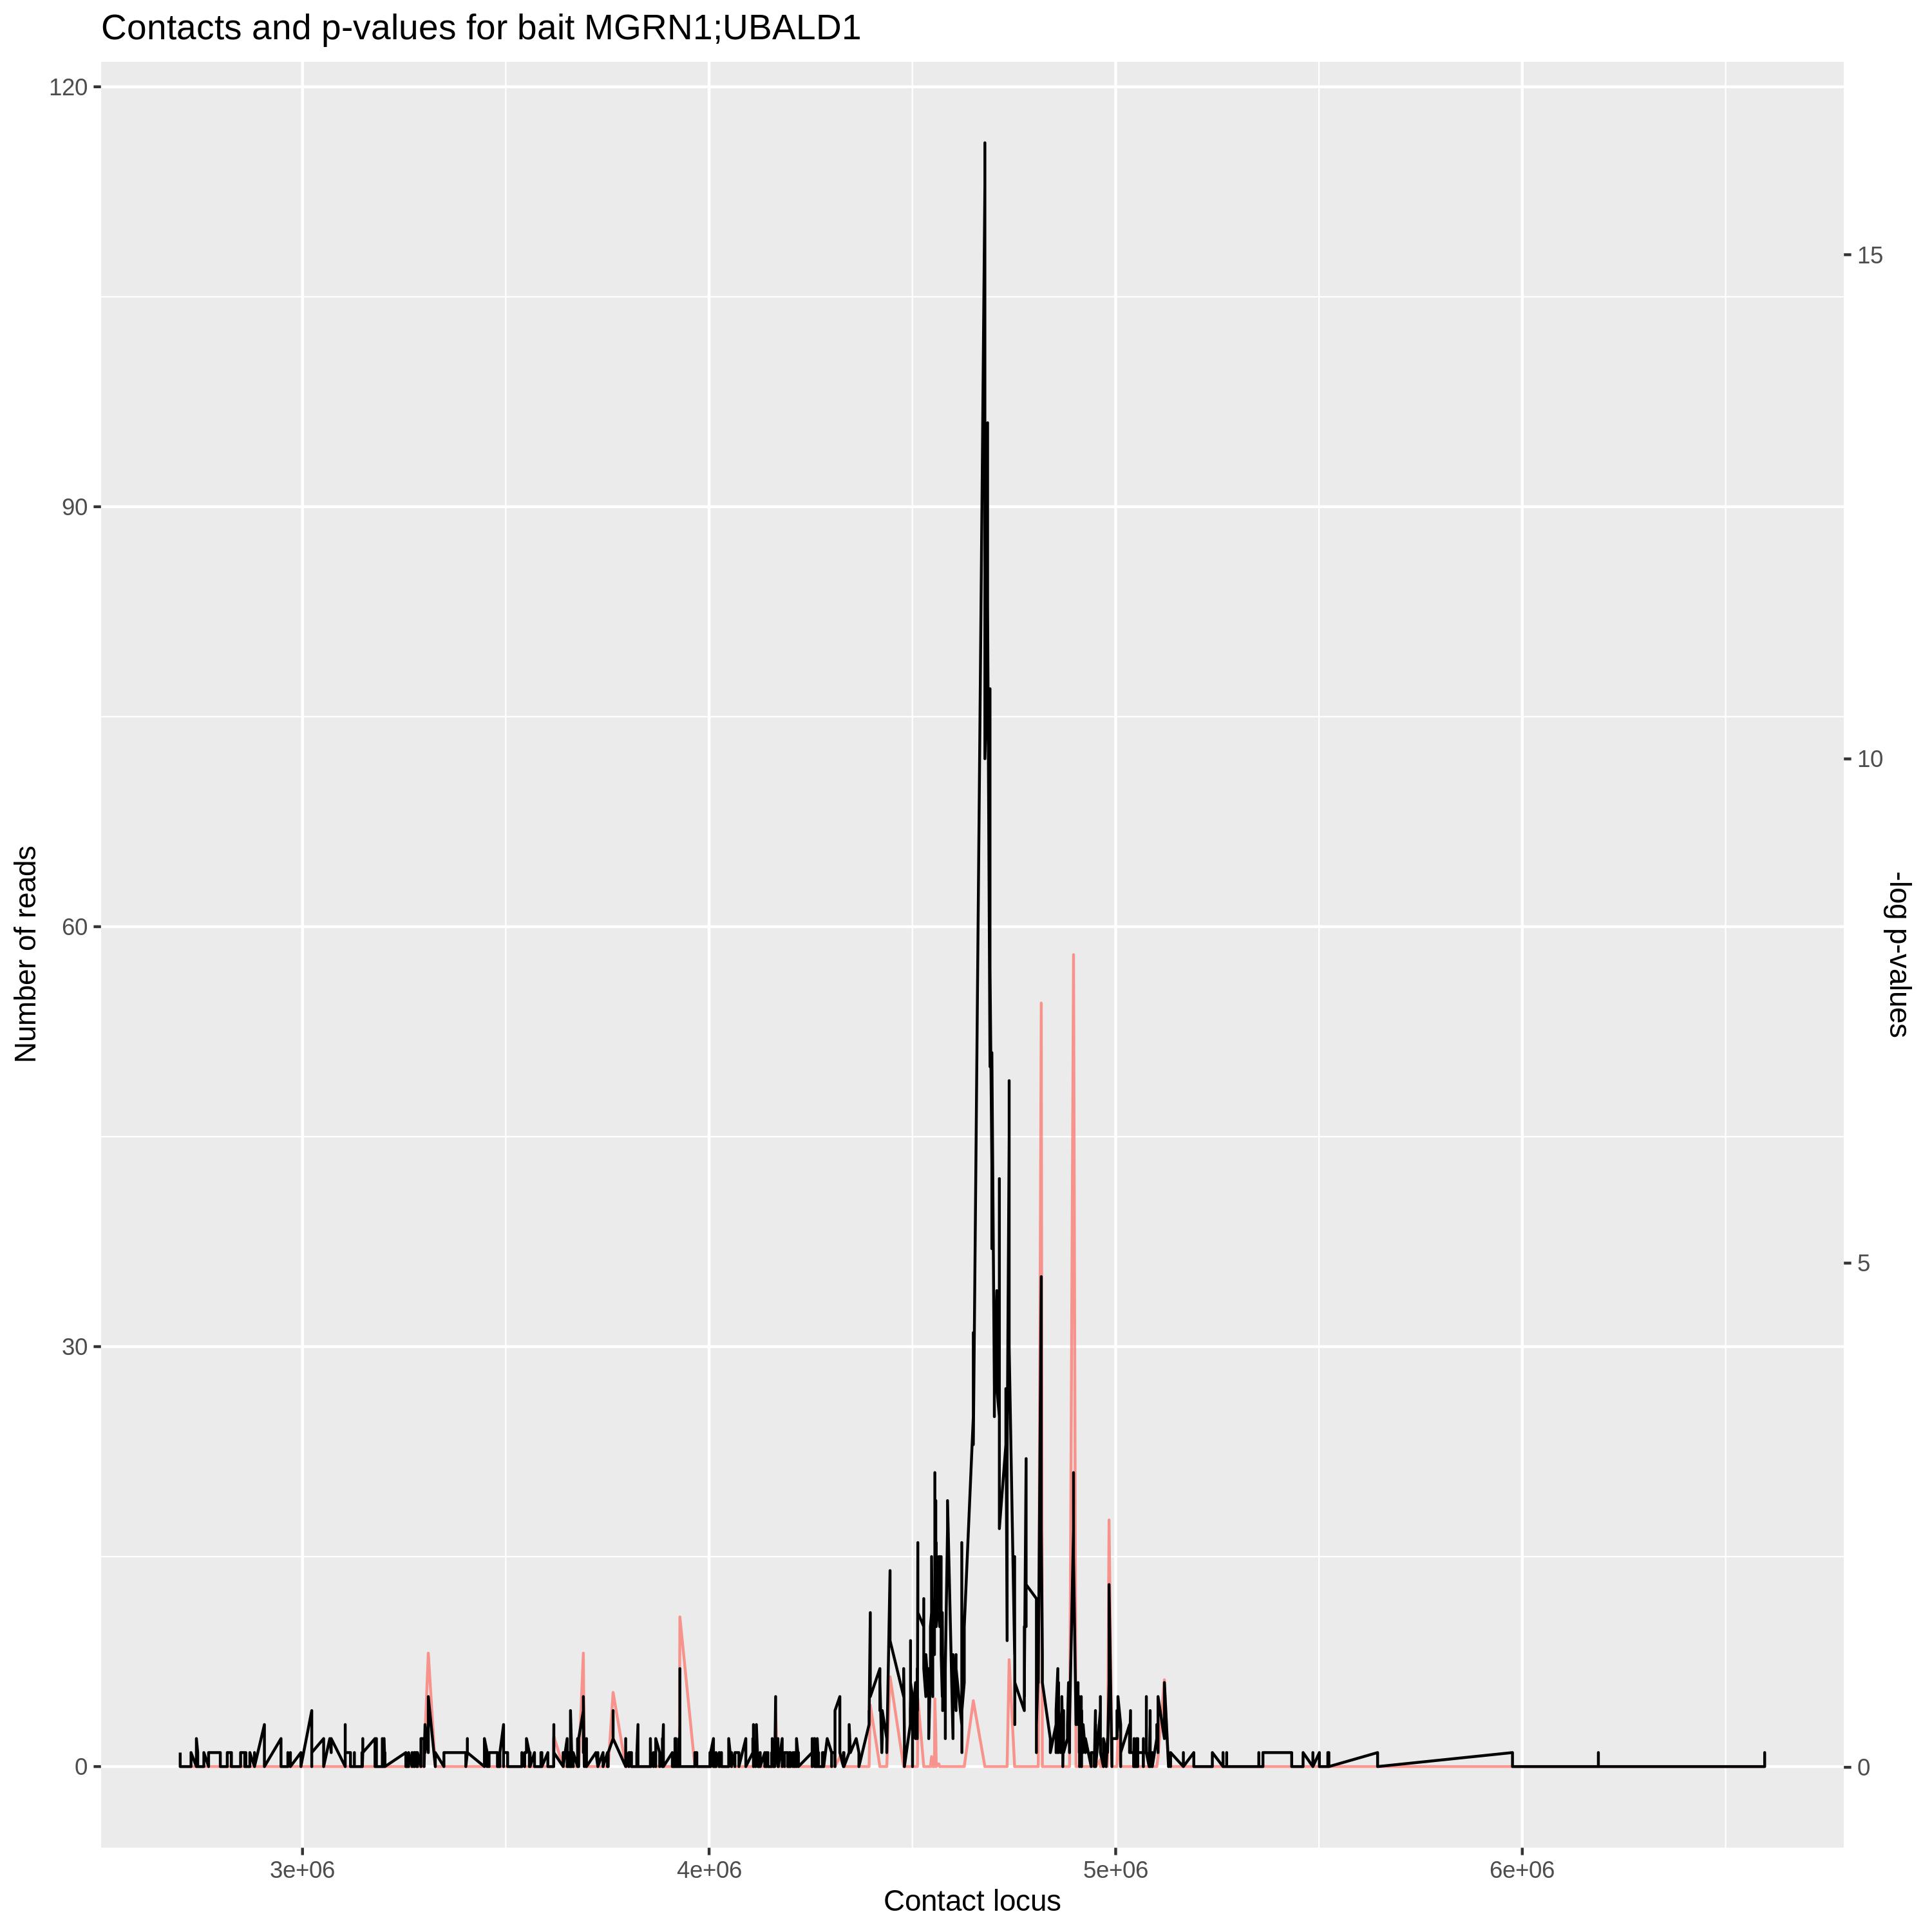 Contacts and p-values for bait MGRN1;UBALD1
120
90
60
30
0
Number of reads
15
10
5
0
-log p-values
3e+06
4e+06
5e+06
6e+06
Contact locus